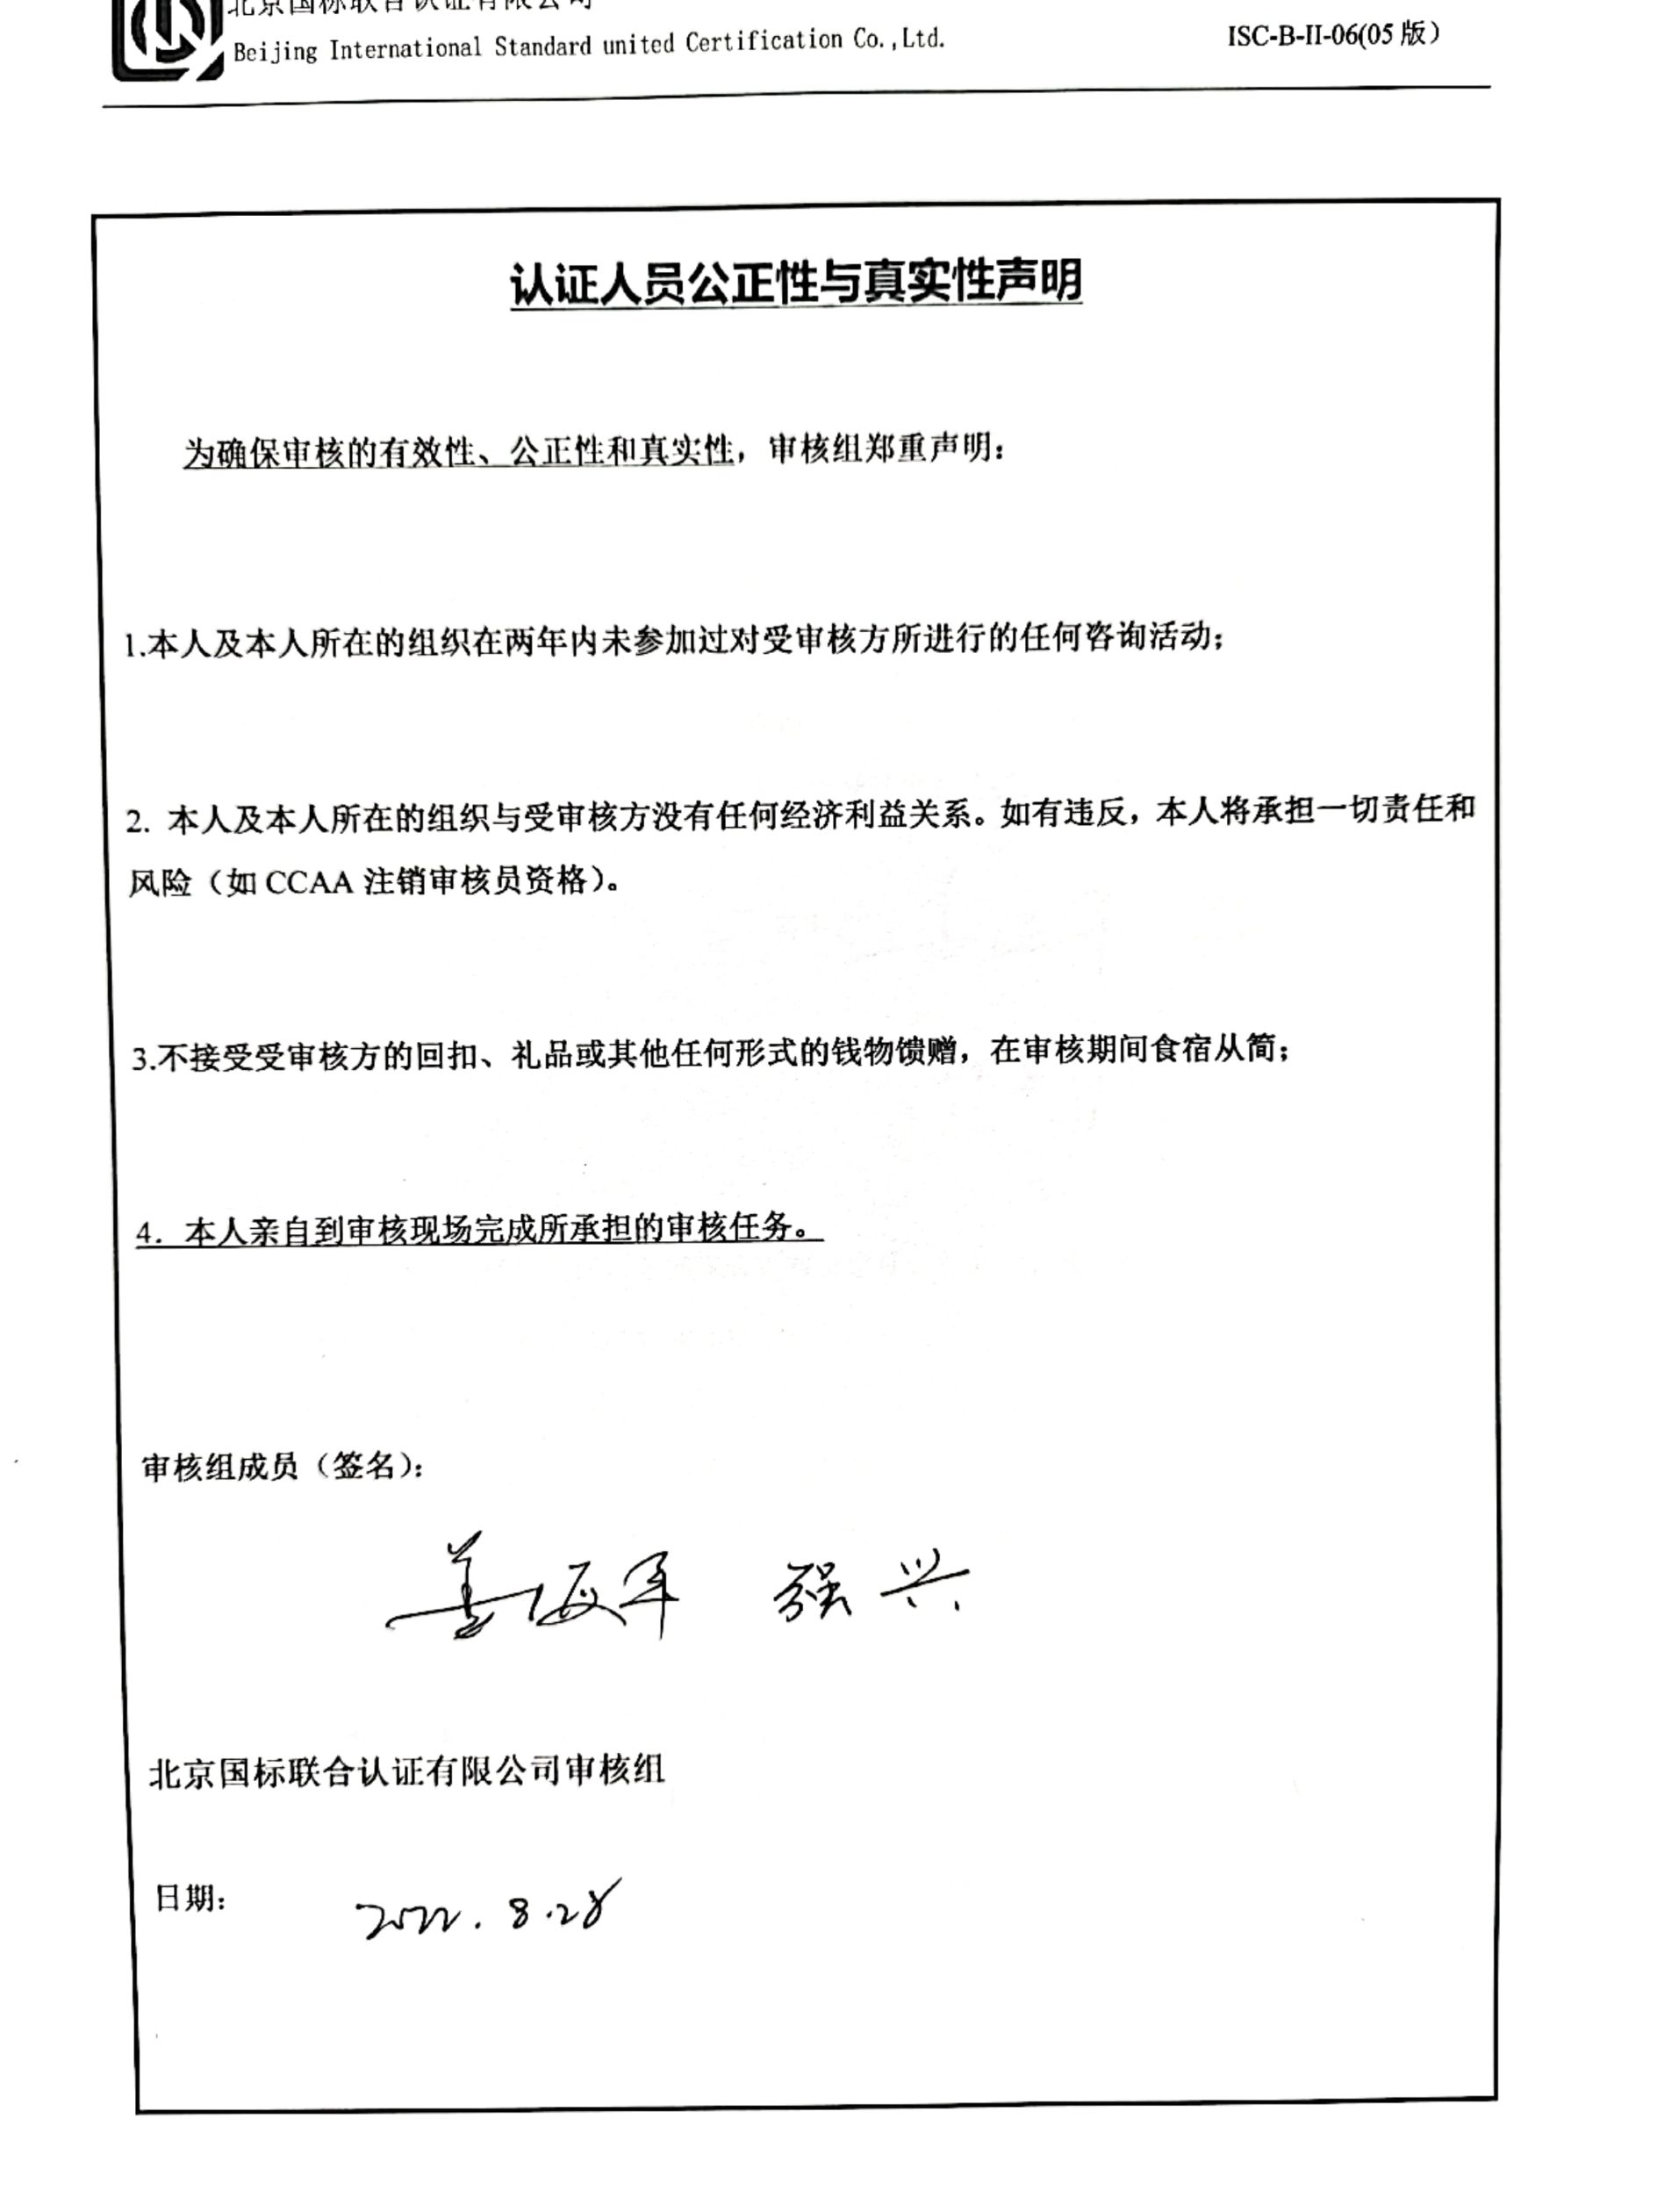 北京国标联合认证有限公司
Beijing International Standard united Certification Co.,Ltd.
ISC-B-II-06(05 版)
认证人员公正性与真实性声明
为确保审核的有效性、公正性和真实性，审核组郑重声明：
1.本人及本人所在的组织在两年内未参加过对受审核方所进行的任何咨询活动；
2. 本人及本人所在的组织与受审核方没有任何经济利益关系。如有违反，本人将承担一切责任和
风险（如 CCAA 注销审核员资格）。
3.不接受受审核方的回扣、礼品或其他任何形式的钱物馈赠，在审核期间食宿从简；
4. 本人亲自到审核现场完成所承担的审核任务。
审核组成员（签名）：
姜海军 强兴
北京国标联合认证有限公司审核组
日期：
2022.8.28